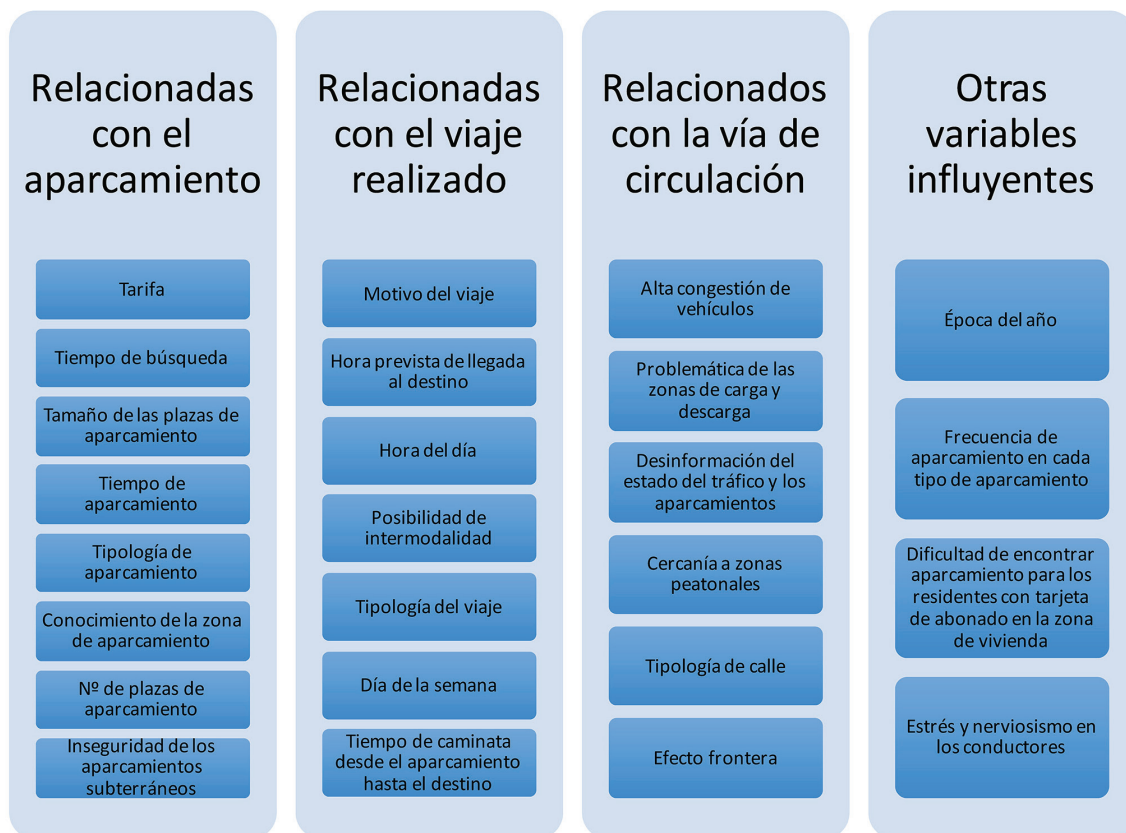 Relacionadas
con el
aparcamiento
Tarifa
Tiempo de búsqueda
Tamaño de las plazas de
aparcamiento
Tiempo de
aparcamiento
Tipología de
aparcamiento
Conocimiento de la zona
de aparcamiento
Nº de plazas de
aparcamiento
Inseguridad de los
aparcamientos
subterráneos
Relacionadas
con el viaje
realizado
Motivo del viaje
Hora prevista de llegada
al destino
Hora del día
Posibilidad de
intermodalidad
Tipología del viaje
Día de la semana
Tiempo de caminata
desde el aparcamiento
hasta el destino
Relacionados
con la vía de
circulación
Alta congestión de
vehículos
Problemática de las
zonas de carga y
descarga
Desinformación del
estado del tráfico y los
aparcamientos
Cercanía a zonas
peatonales
Tipología de calle
Efecto frontera
Otras
variables
influyentes
Época del año
Frecuencia de
aparcamiento en cada
tipo de aparcamiento
Dificultad de encontrar
aparcamiento para los
residentes con tarjeta
de abonado en la zona
de vivienda
Estrés y nerviosismo en
los conductores